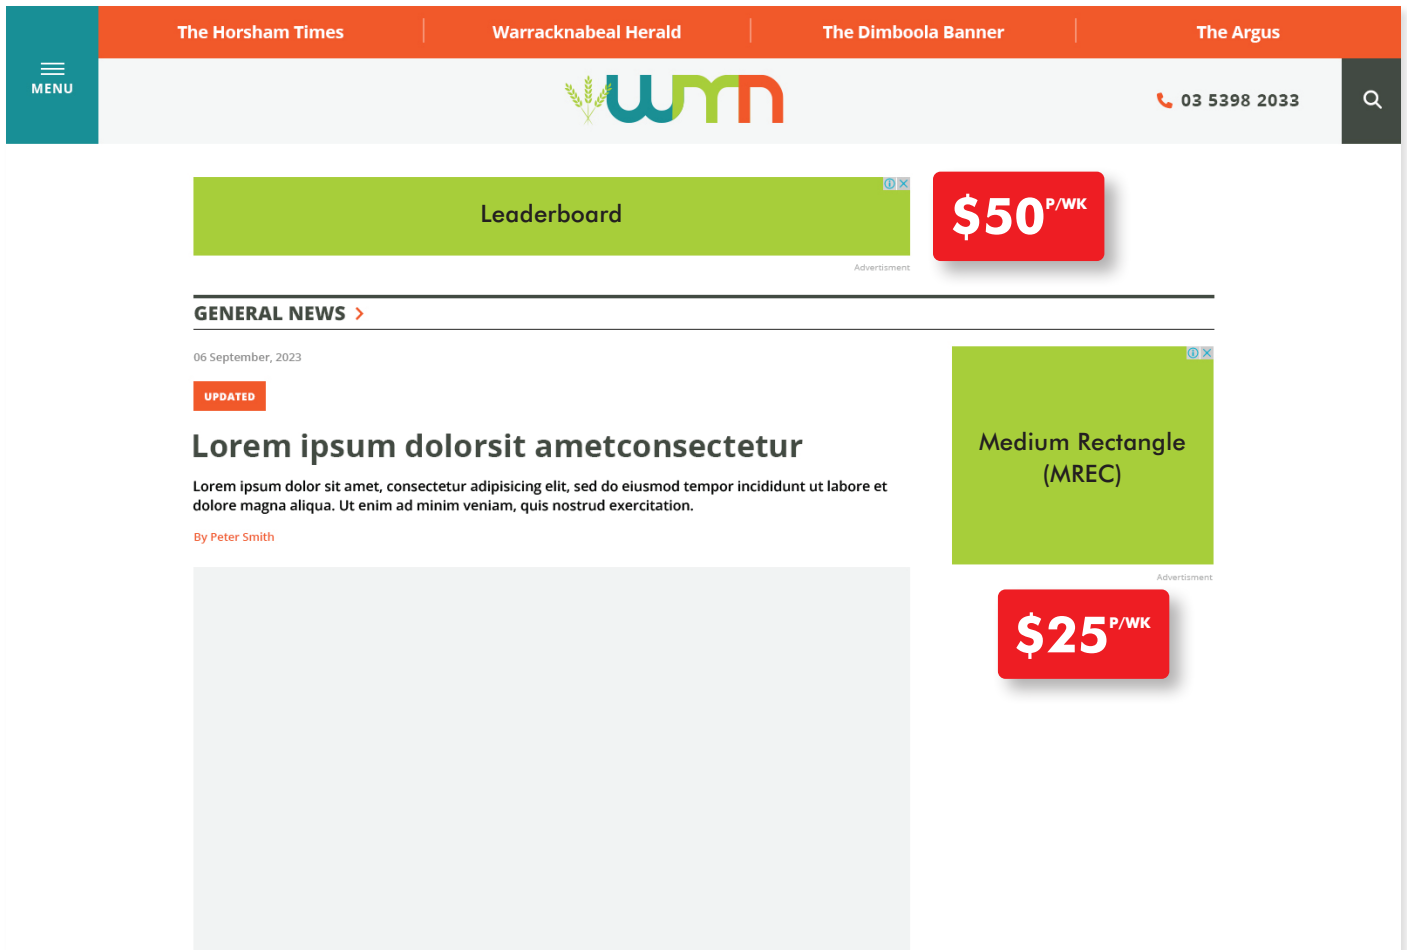 The Horsham Times
Warracknabeal Herald
The Dimboola Banner
The Argus
MENU
wmn
03 5398 2033
Leaderboard
$50 P/WK
Advertisment
GENERAL NEWS
06 September, 2023
UPDATED
Lorem ipsum dolorsit ametconsectetur
Lorem ipsum dolor sit amet, consectetur adipisicing elit, sed do eiusmod tempor incididunt ut labore et
dolore magna aliqua. Ut enim ad minim veniam, quis nostrud exercitation.
By Peter Smith
Medium Rectangle
(MREC)
Advertisment
$25 P/WK